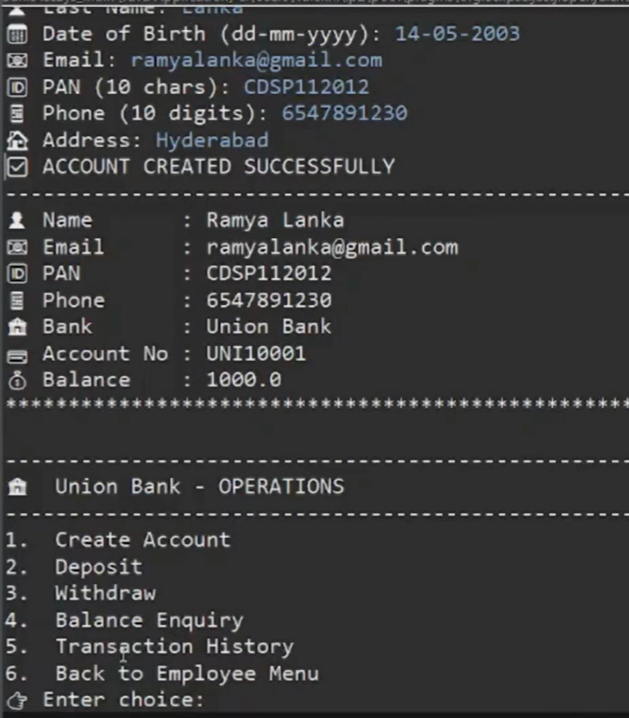 Last Name: Lanka
Date of Birth (dd-mm-yyyy): 14-05-2003
Email: ramyalanka@gmail.com
PAN (10 chars): CDSP112012
Phone (10 digits): 6547891230
Address: Hyderabad
ACCOUNT CREATED SUCCESSFULLY
--------------------------------------------------
Name : Ramya Lanka
Email : ramyalanka@gmail.com
PAN : CDSP112012
Phone : 6547891230
Bank : Union Bank
Account No : UNI10001
Balance : 1000.0
**************************************************
--------------------------------------------------
Union Bank - OPERATIONS
--------------------------------------------------
1. Create Account
2. Deposit
3. Withdraw
4. Balance Enquiry
5. Transaction History
6. Back to Employee Menu
Enter choice: